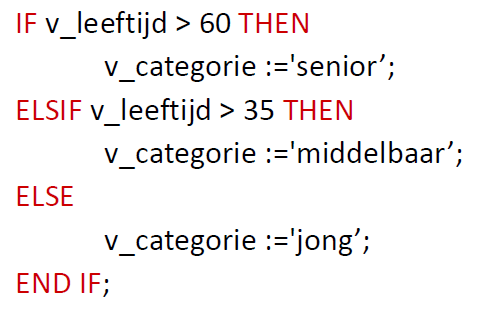 IF v_leeftijd > 60 THEN
v_categorie :='senior’;
ELSIF v_leeftijd > 35 THEN
v_categorie :='middelbaar’;
ELSE
v_categorie :='jong’;
END IF;